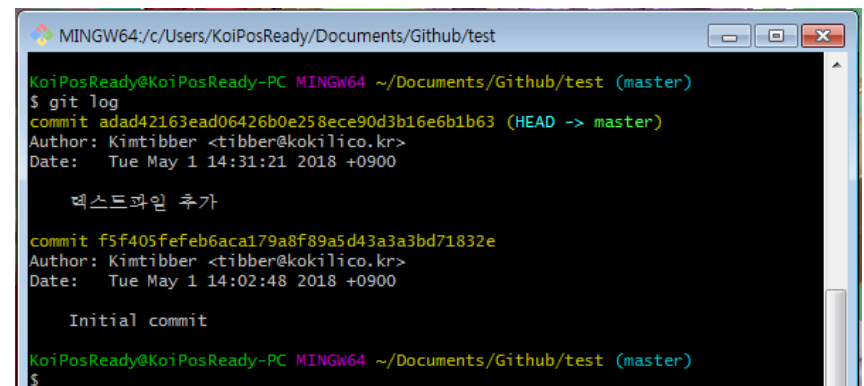 MINGW64:/c/Users/KoiPosReady/Documents/Github/test
KoiPosReady@KoiPosReady-PC MINGW64 ~/Documents/Github/test (master)
$ git log
commit adad42163ead06426b0e258ece90d3b16e6b1b63 (HEAD -> master)
Author: Kimtibber <tibber@kokilico.kr>
Date:   Tue May 1 14:31:21 2018 +0900
텍스트파일 추가
commit f5f405fefeb6aca179a8f89a5d43a3a3bd71832e
Author: Kimtibber <tibber@kokilico.kr>
Date:   Tue May 1 14:02:48 2018 +0900
Initial commit
KoiPosReady@KoiPosReady-PC MINGW64 ~/Documents/Github/test (master)
$